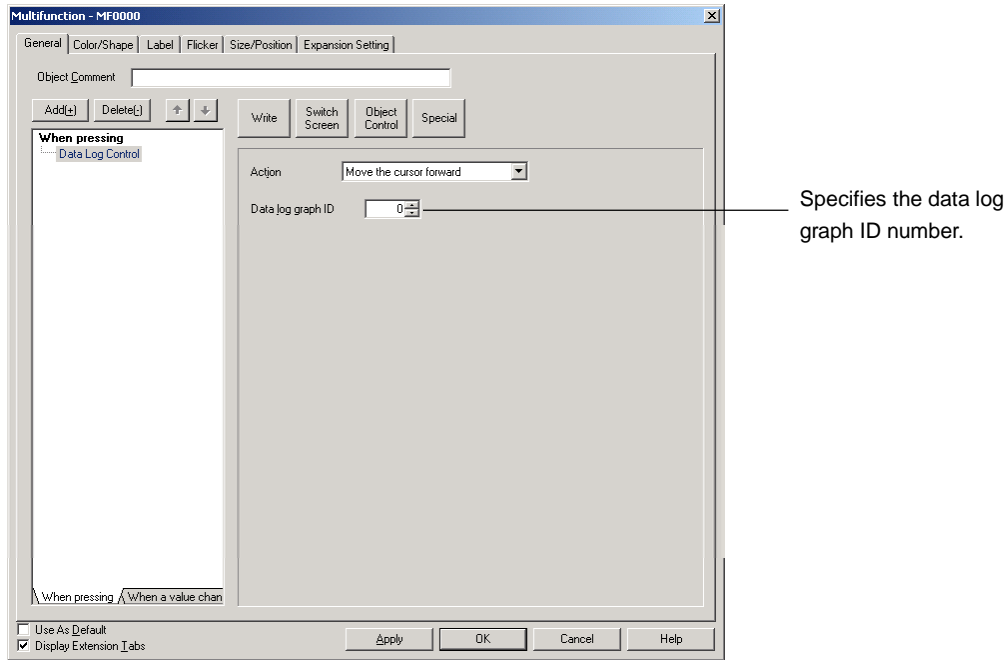 Multifunction - MF0000
General Color/Shape Label Flicker Size/Position Expansion Setting
Object Comment
Add(+) Delete(-) Write Switch Screen Object Control Special
When pressing
Data Log Control
Action Move the cursor forward
Data log graph ID 0
Specifies the data log
graph ID number.
When pressing When a value chan
Use As Default
Display Extension Tabs
Apply OK Cancel Help